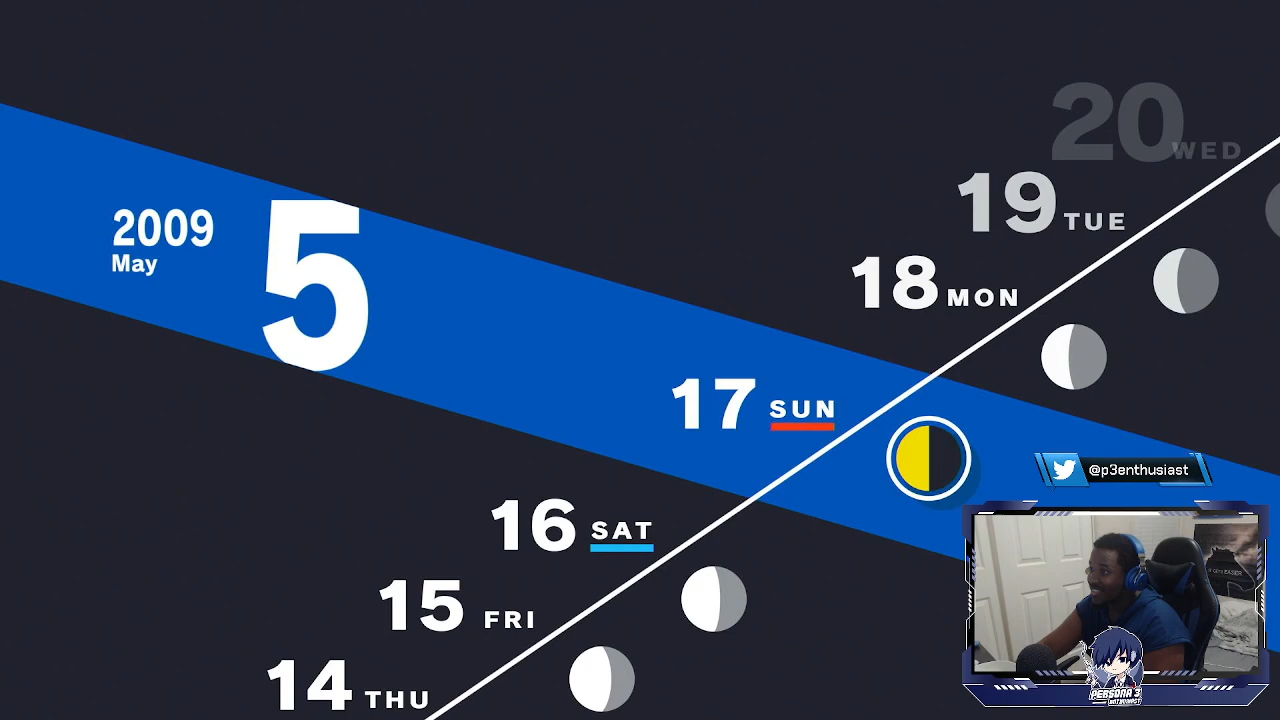 20 WED
19 TUE
2009
May
5
18 MON
17 SUN
@p3enthusiast
16 SAT
15 FRI
14 THU
PERSONA 3
ENTHUSIAST